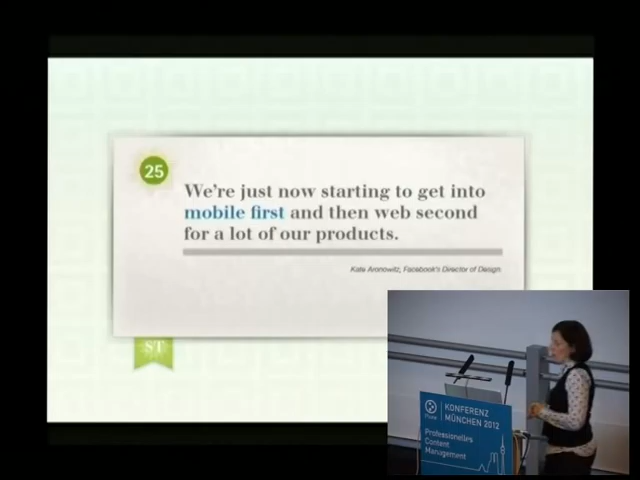 25
We're just now starting to get into
mobile first and then web second
for a lot of our products.
Kate Aronowitz, Facebook's Director of Design
ST
Plone
KONFERENZ
MÜNCHEN 2012
Professionelles
Content
Management